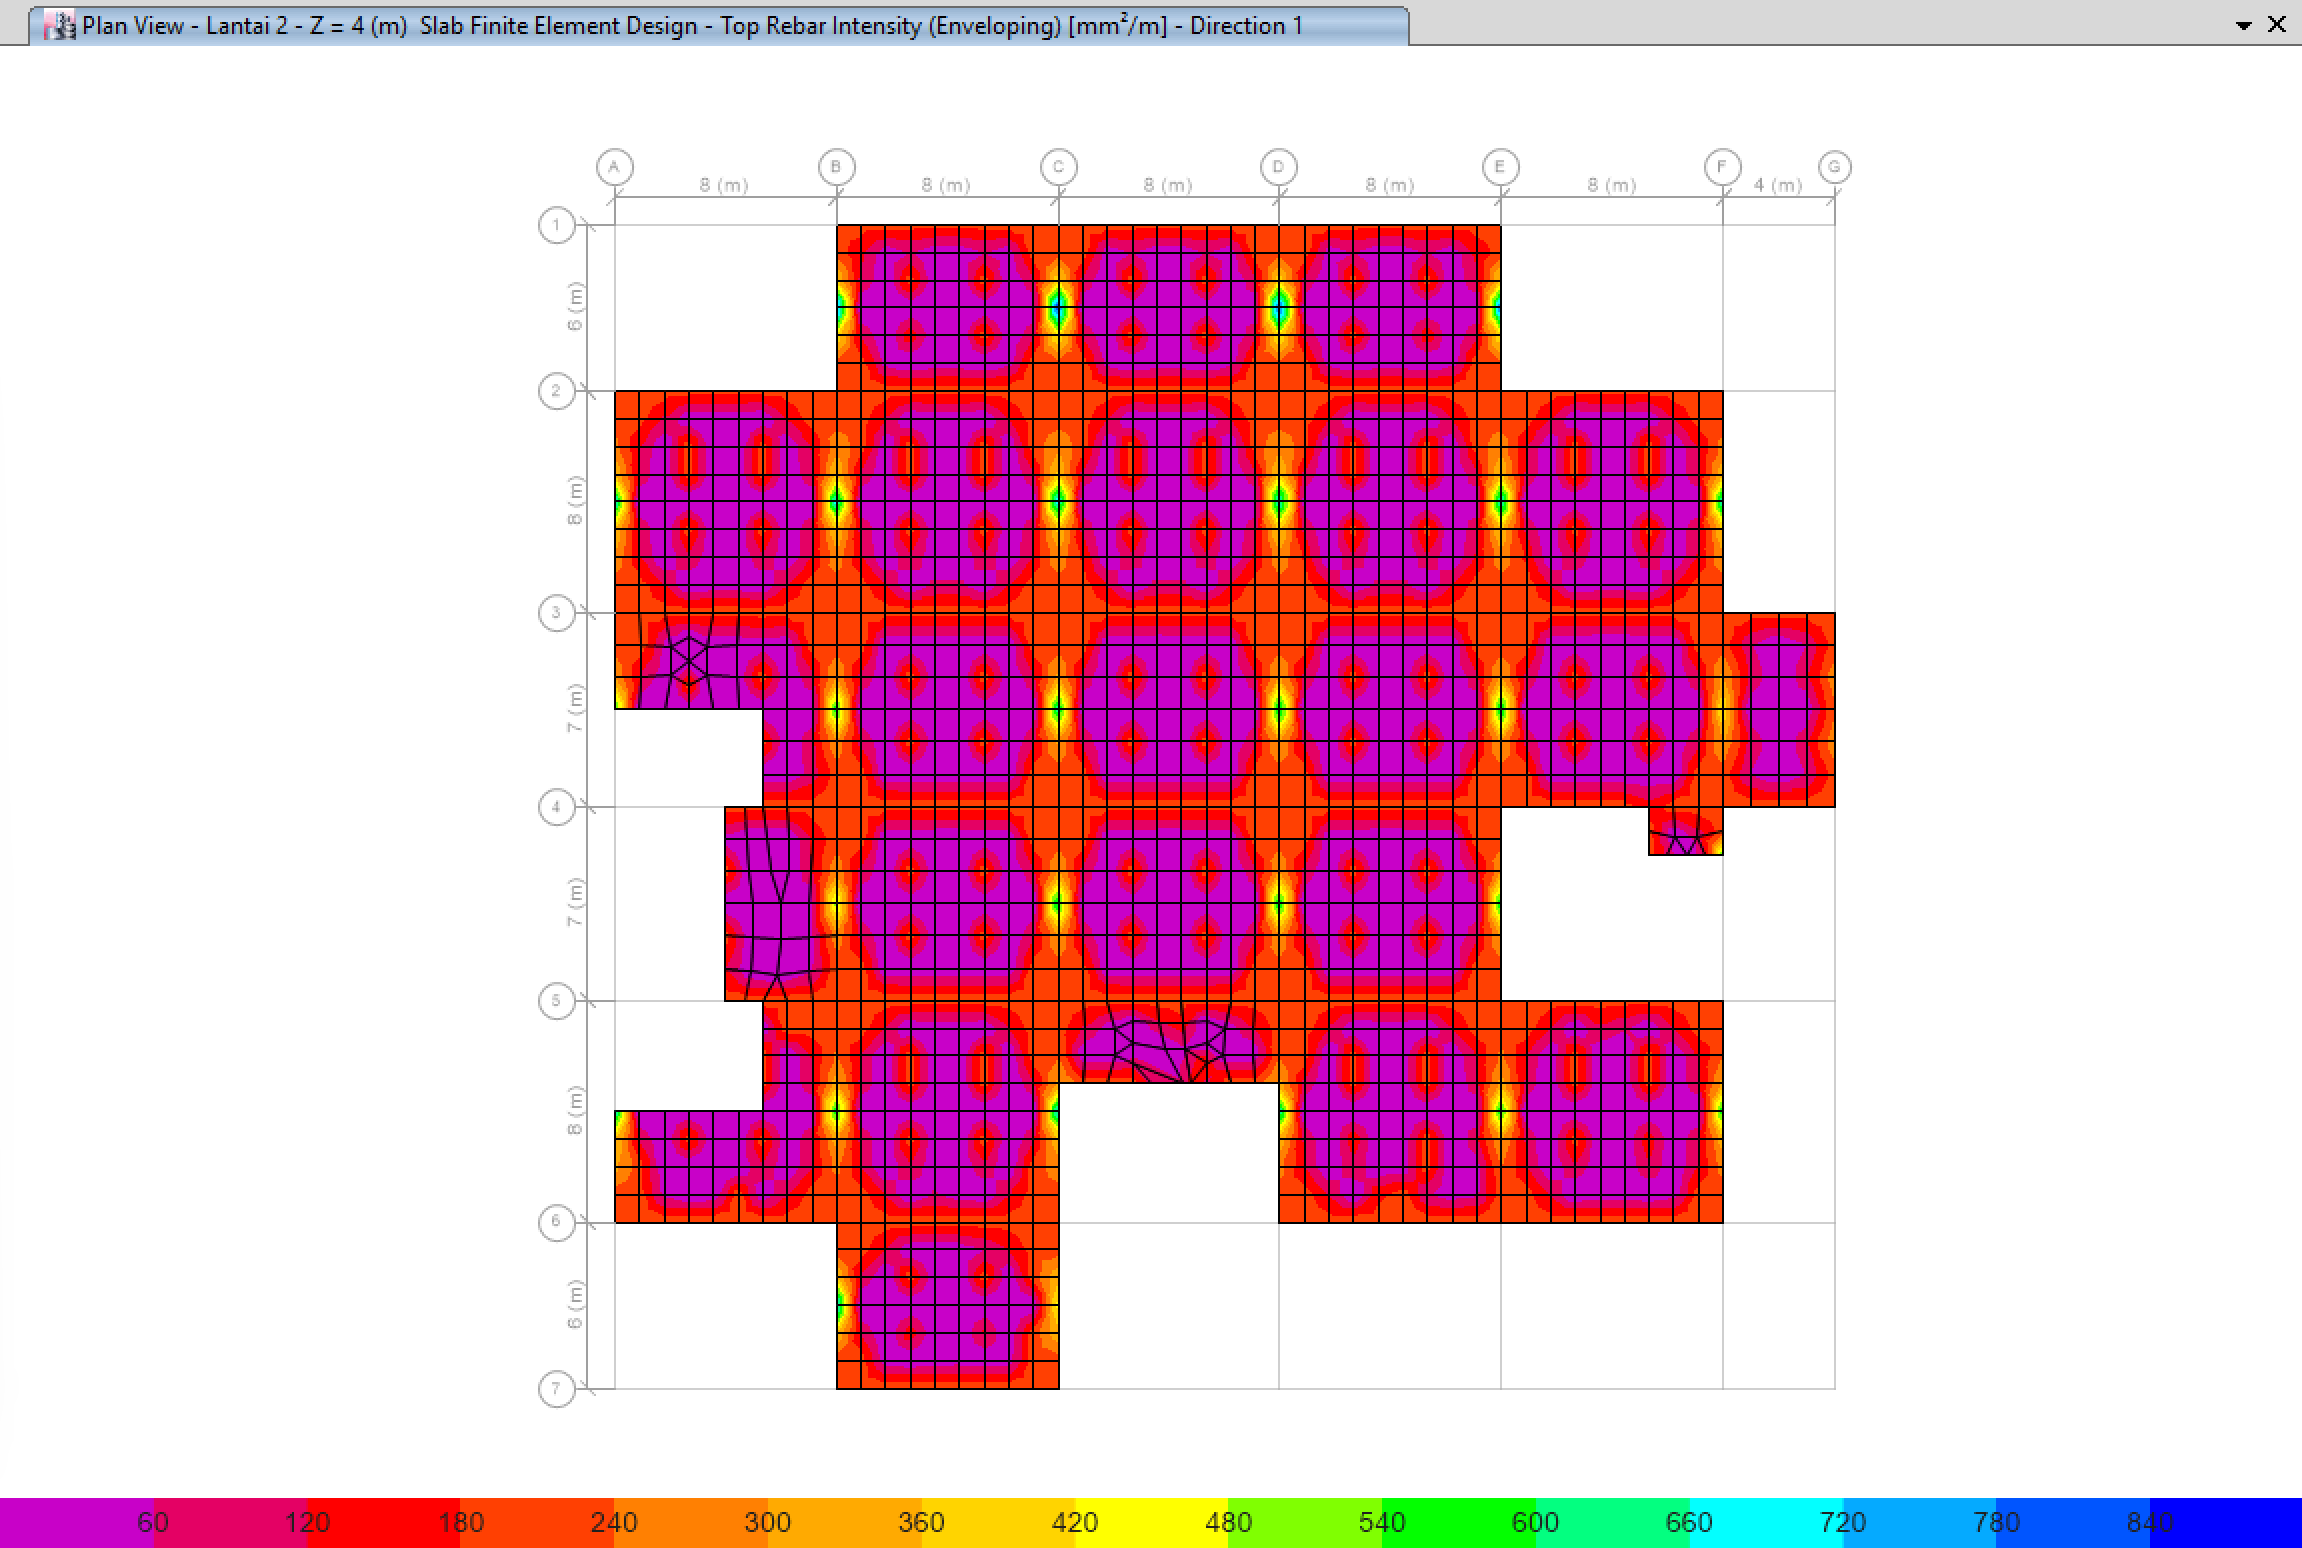 Plan View - Lantai 2 - Z = 4 (m)  Slab Finite Element Design - Top Rebar Intensity (Enveloping) [mm²/m] - Direction 1
A B C D E F G
8 (m) 8 (m) 8 (m) 8 (m) 8 (m) 4 (m)
1
6 (m)
2
8 (m)
3
7 (m)
4
7 (m)
5
8 (m)
6
6 (m)
7
60 120 180 240 300 360 420 480 540 600 660 720 780 840